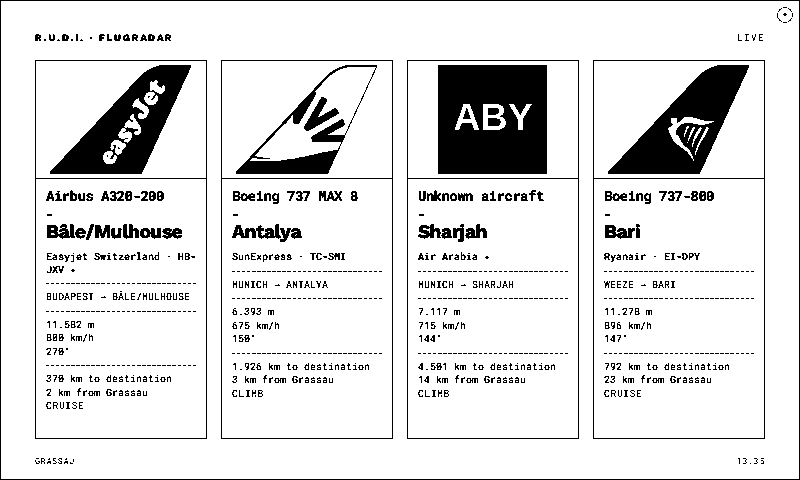 R.U.D.I. · FLUGRADAR
LIVE
easyJet
Airbus A320-200
-
Bâle/Mulhouse
Easyjet Switzerland · HB-
JXV ✦
BUDAPEST → BÂLE/MULHOUSE
11.582 m
800 km/h
270°
370 km to destination
2 km from Grassau
CRUISE
Boeing 737 MAX 8
-
Antalya
SunExpress · TC-SMI
MUNICH → ANTALYA
6.393 m
675 km/h
150°
1.926 km to destination
3 km from Grassau
CLIMB
ABY
Unknown aircraft
-
Sharjah
Air Arabia ✦
MUNICH → SHARJAH
7.117 m
715 km/h
144°
4.501 km to destination
14 km from Grassau
CLIMB
Boeing 737-800
-
Bari
Ryanair · EI-DPY
WEEZE → BARI
11.278 m
896 km/h
147°
792 km to destination
23 km from Grassau
CRUISE
GRASSAU
13.35